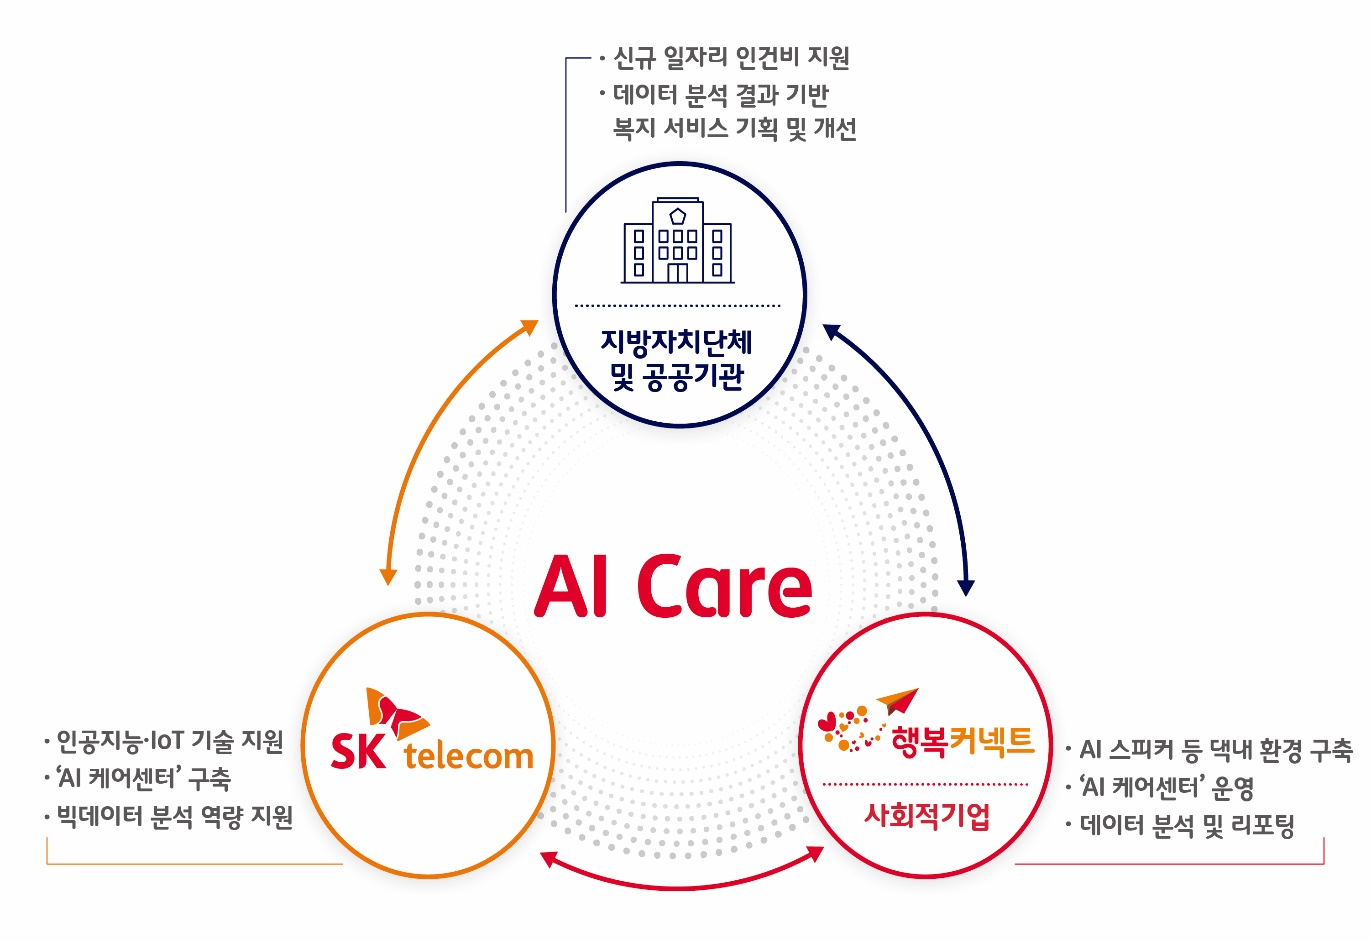 · 신규 일자리 인건비 지원
· 데이터 분석 결과 기반
복지 서비스 기획 및 개선
지방자치단체
및 공공기관
AI Care
SK telecom
· 인공지능·IoT 기술 지원
· ‘AI 케어센터’ 구축
· 빅데이터 분석 역량 지원
행복커넥트
사회적기업
· AI 스피커 등 댁내 환경 구축
· ‘AI 케어센터’ 운영
· 데이터 분석 및 리포팅